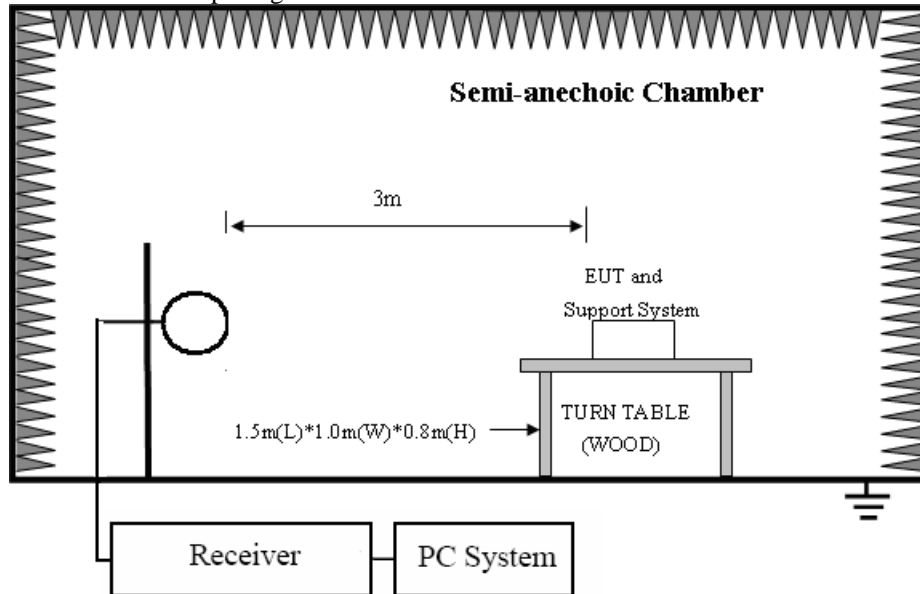 Semi-anechoic Chamber
3m
EUT and
Support System
1.5m(L)*1.0m(W)*0.8m(H)
TURN TABLE
(WOOD)
Receiver
PC System